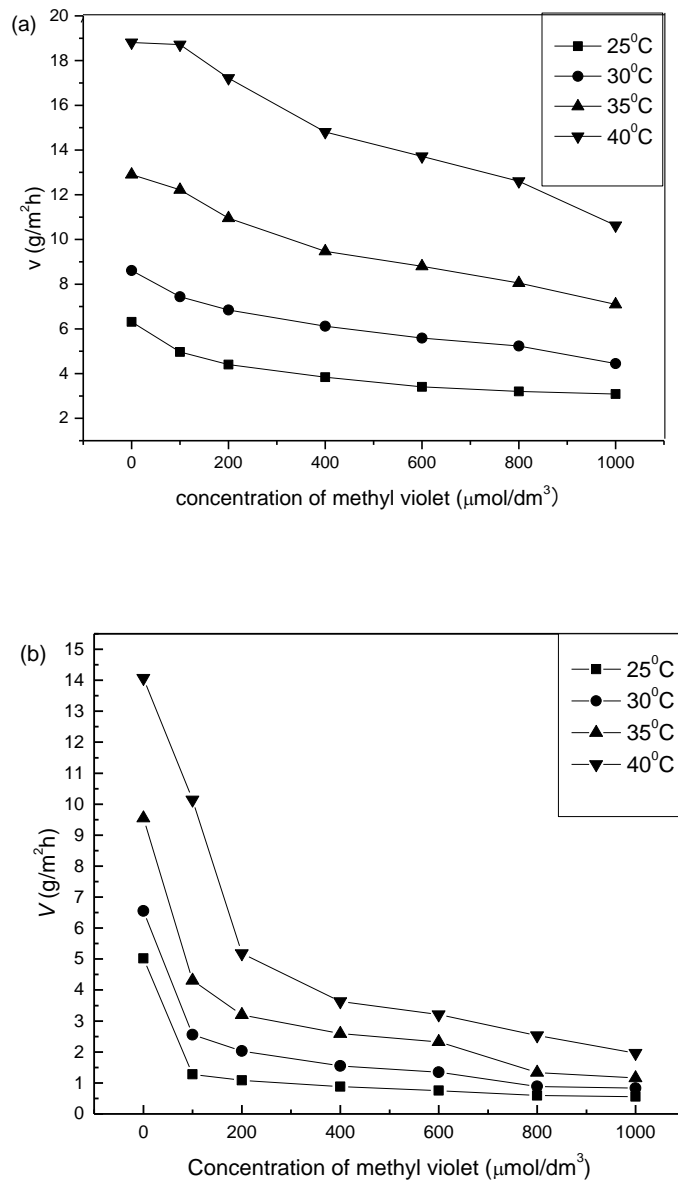 (a)
20
18
16
14
12
10
8
6
4
2
v (g/m²h)
25⁰C
30⁰C
35⁰C
40⁰C
0 200 400 600 800 1000
concentration of methyl violet (μmol/dm³)
(b)
15
14
13
12
11
10
9
8
7
6
5
4
3
2
1
0
V (g/m²h)
25⁰C
30⁰C
35⁰C
40⁰C
0 200 400 600 800 1000
Concentration of methyl violet (μmol/dm³)